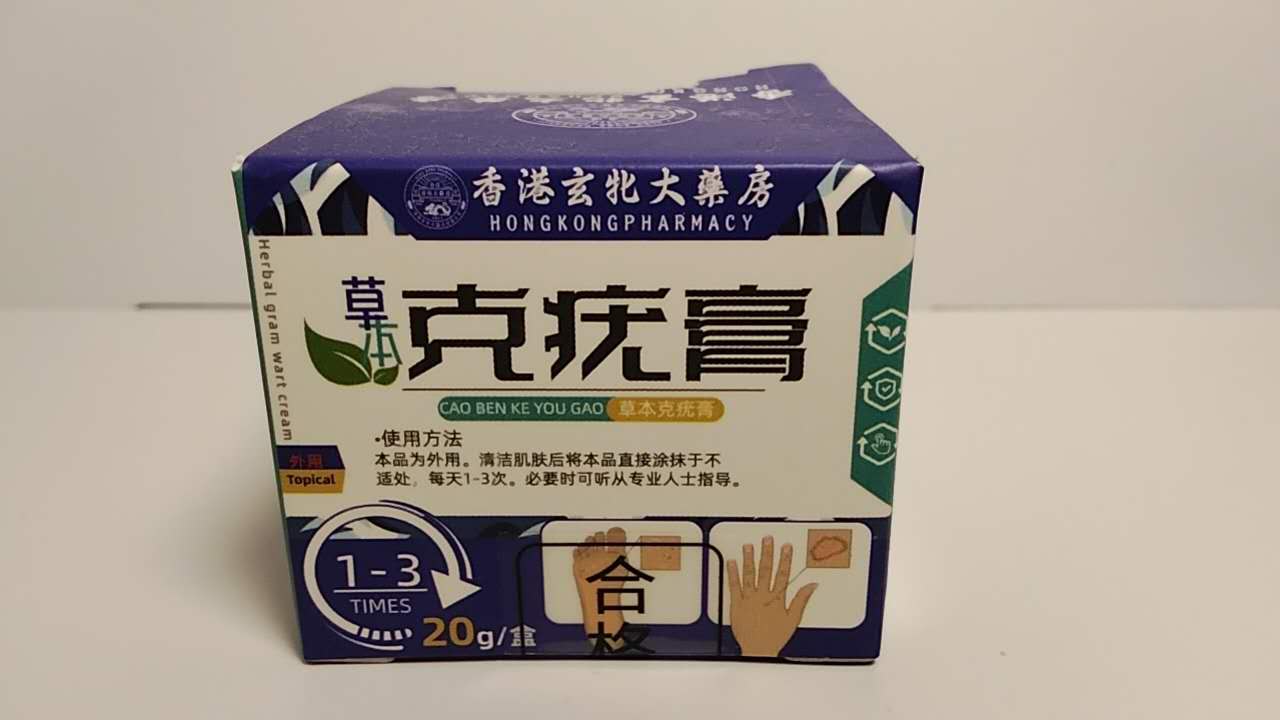 香港玄牝大藥房
HONGKONGPHARMACY
Herbal gram wart cream
草本
克疣膏
CAO BEN KE YOU GAO 草本克疣膏
•使用方法
本品为外用。清洁肌肤后将本品直接涂抹于不
适处，每天1-3次。必要时可听从专业人士指导。
外用
Topical
1-3
TIMES
20g/盒
合
格